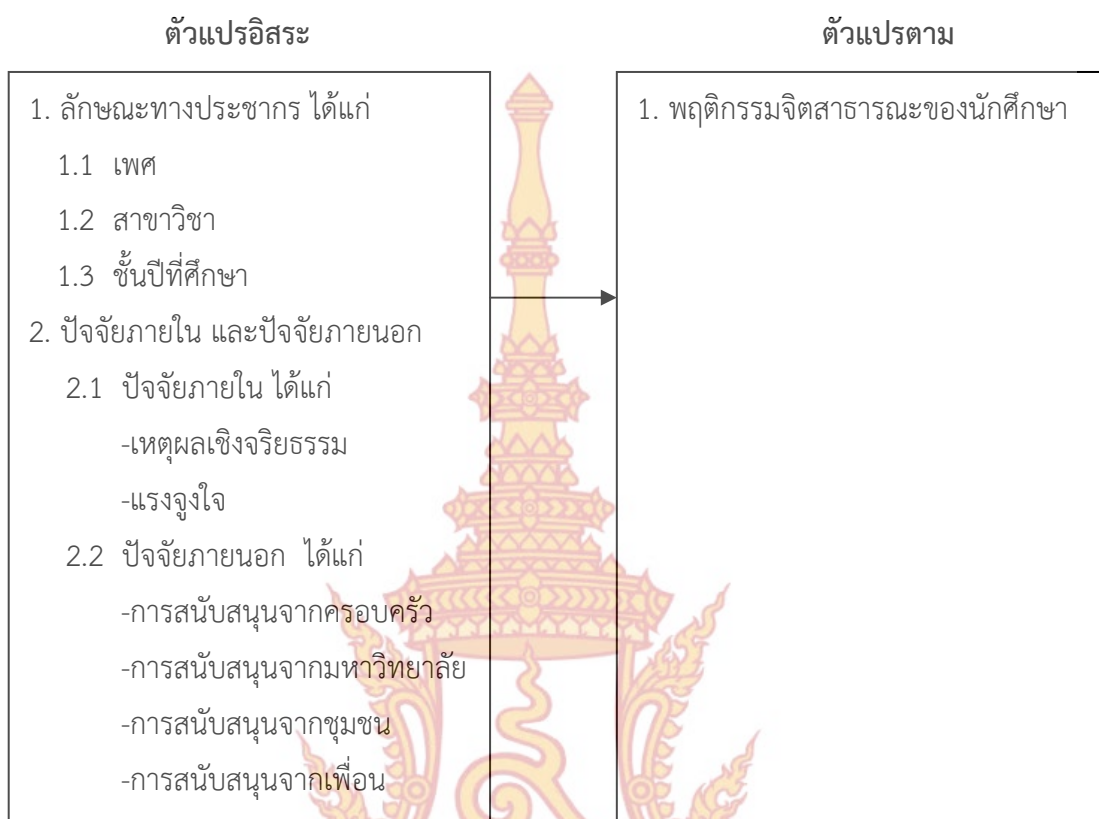 ตัวแปรอิสระ
1. ลักษณะทางประชากร ได้แก่
1.1 เพศ
1.2 สาขาวิชา
1.3 ชั้นปีที่ศึกษา
2. ปัจจัยภายใน และปัจจัยภายนอก
2.1 ปัจจัยภายใน ได้แก่
-เหตุผลเชิงจริยธรรม
-แรงจูงใจ
2.2 ปัจจัยภายนอก ได้แก่
-การสนับสนุนจากครอบครัว
-การสนับสนุนจากมหาวิทยาลัย
-การสนับสนุนจากชุมชน
-การสนับสนุนจากเพื่อน
ตัวแปรตาม
1. พฤติกรรมจิตสาธารณะของนักศึกษา